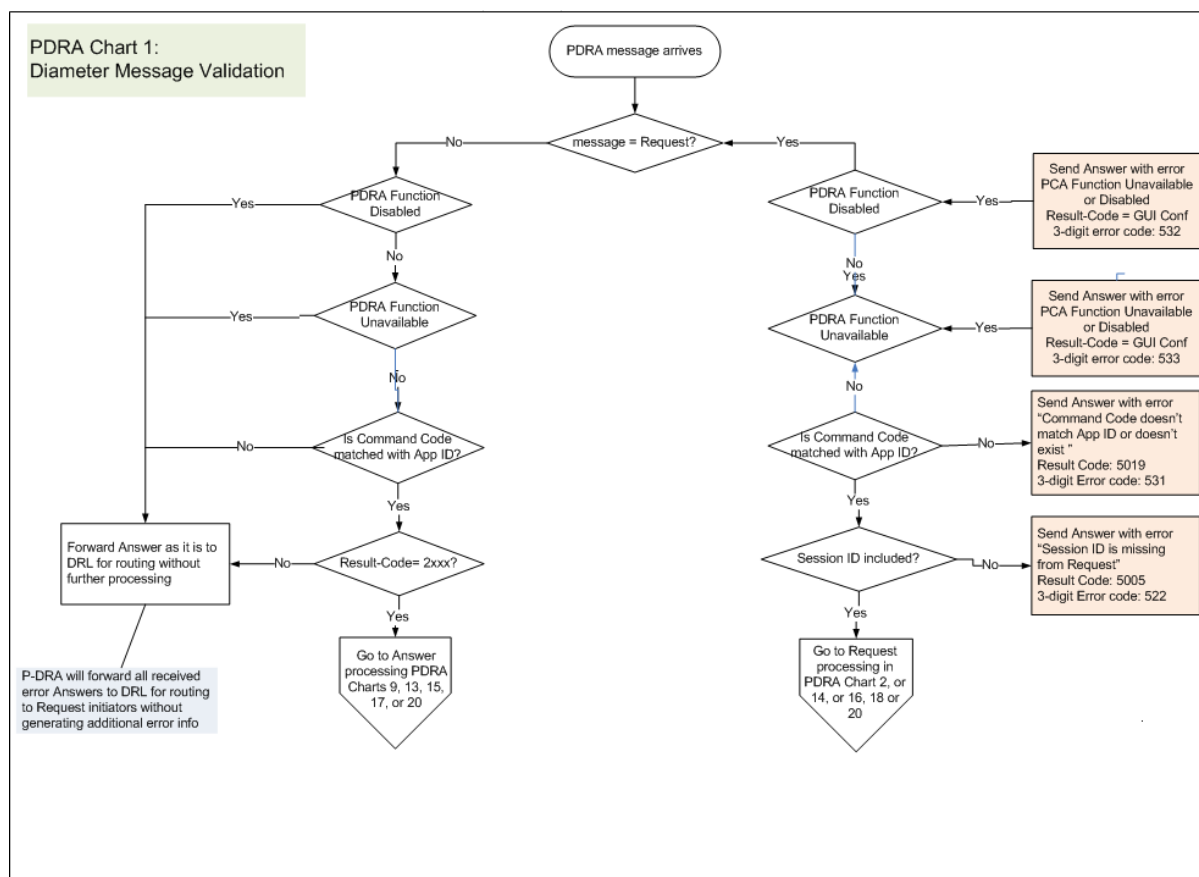 PDRA Chart 1:
Diameter Message Validation
PDRA message arrives
message = Request?
No
Yes
PDRA Function
Disabled
Yes
No
PDRA Function
Unavailable
Yes
No
Is Command Code
matched with App ID?
No
Yes
Result-Code= 2xxx?
No
Yes
Forward Answer as it is to
DRL for routing without
further processing
P-DRA will forward all received
error Answers to DRL for routing
to Request initiators without
generating additional error info
Go to Answer
processing PDRA
Charts 9, 13, 15,
17, or 20
PDRA Function
Disabled
Yes
Send Answer with error
PCA Function Unavailable
or Disabled
Result-Code = GUI Conf
3-digit error code: 532
No
Yes
PDRA Function
Unavailable
Yes
Send Answer with error
PCA Function Unavailable
or Disabled
Result-Code = GUI Conf
3-digit error code: 533
No
Is Command Code
matched with App ID?
No
Send Answer with error
“Command Code doesn’t
match App ID or doesn’t
exist ”
Result Code: 5019
3-digit Error code: 531
Yes
Session ID included?
No
Send Answer with error
“Session ID is missing
from Request”
Result Code: 5005
3-digit Error code: 522
Yes
Go to Request
processing in
PDRA Chart 2, or
14, or 16, 18 or
20